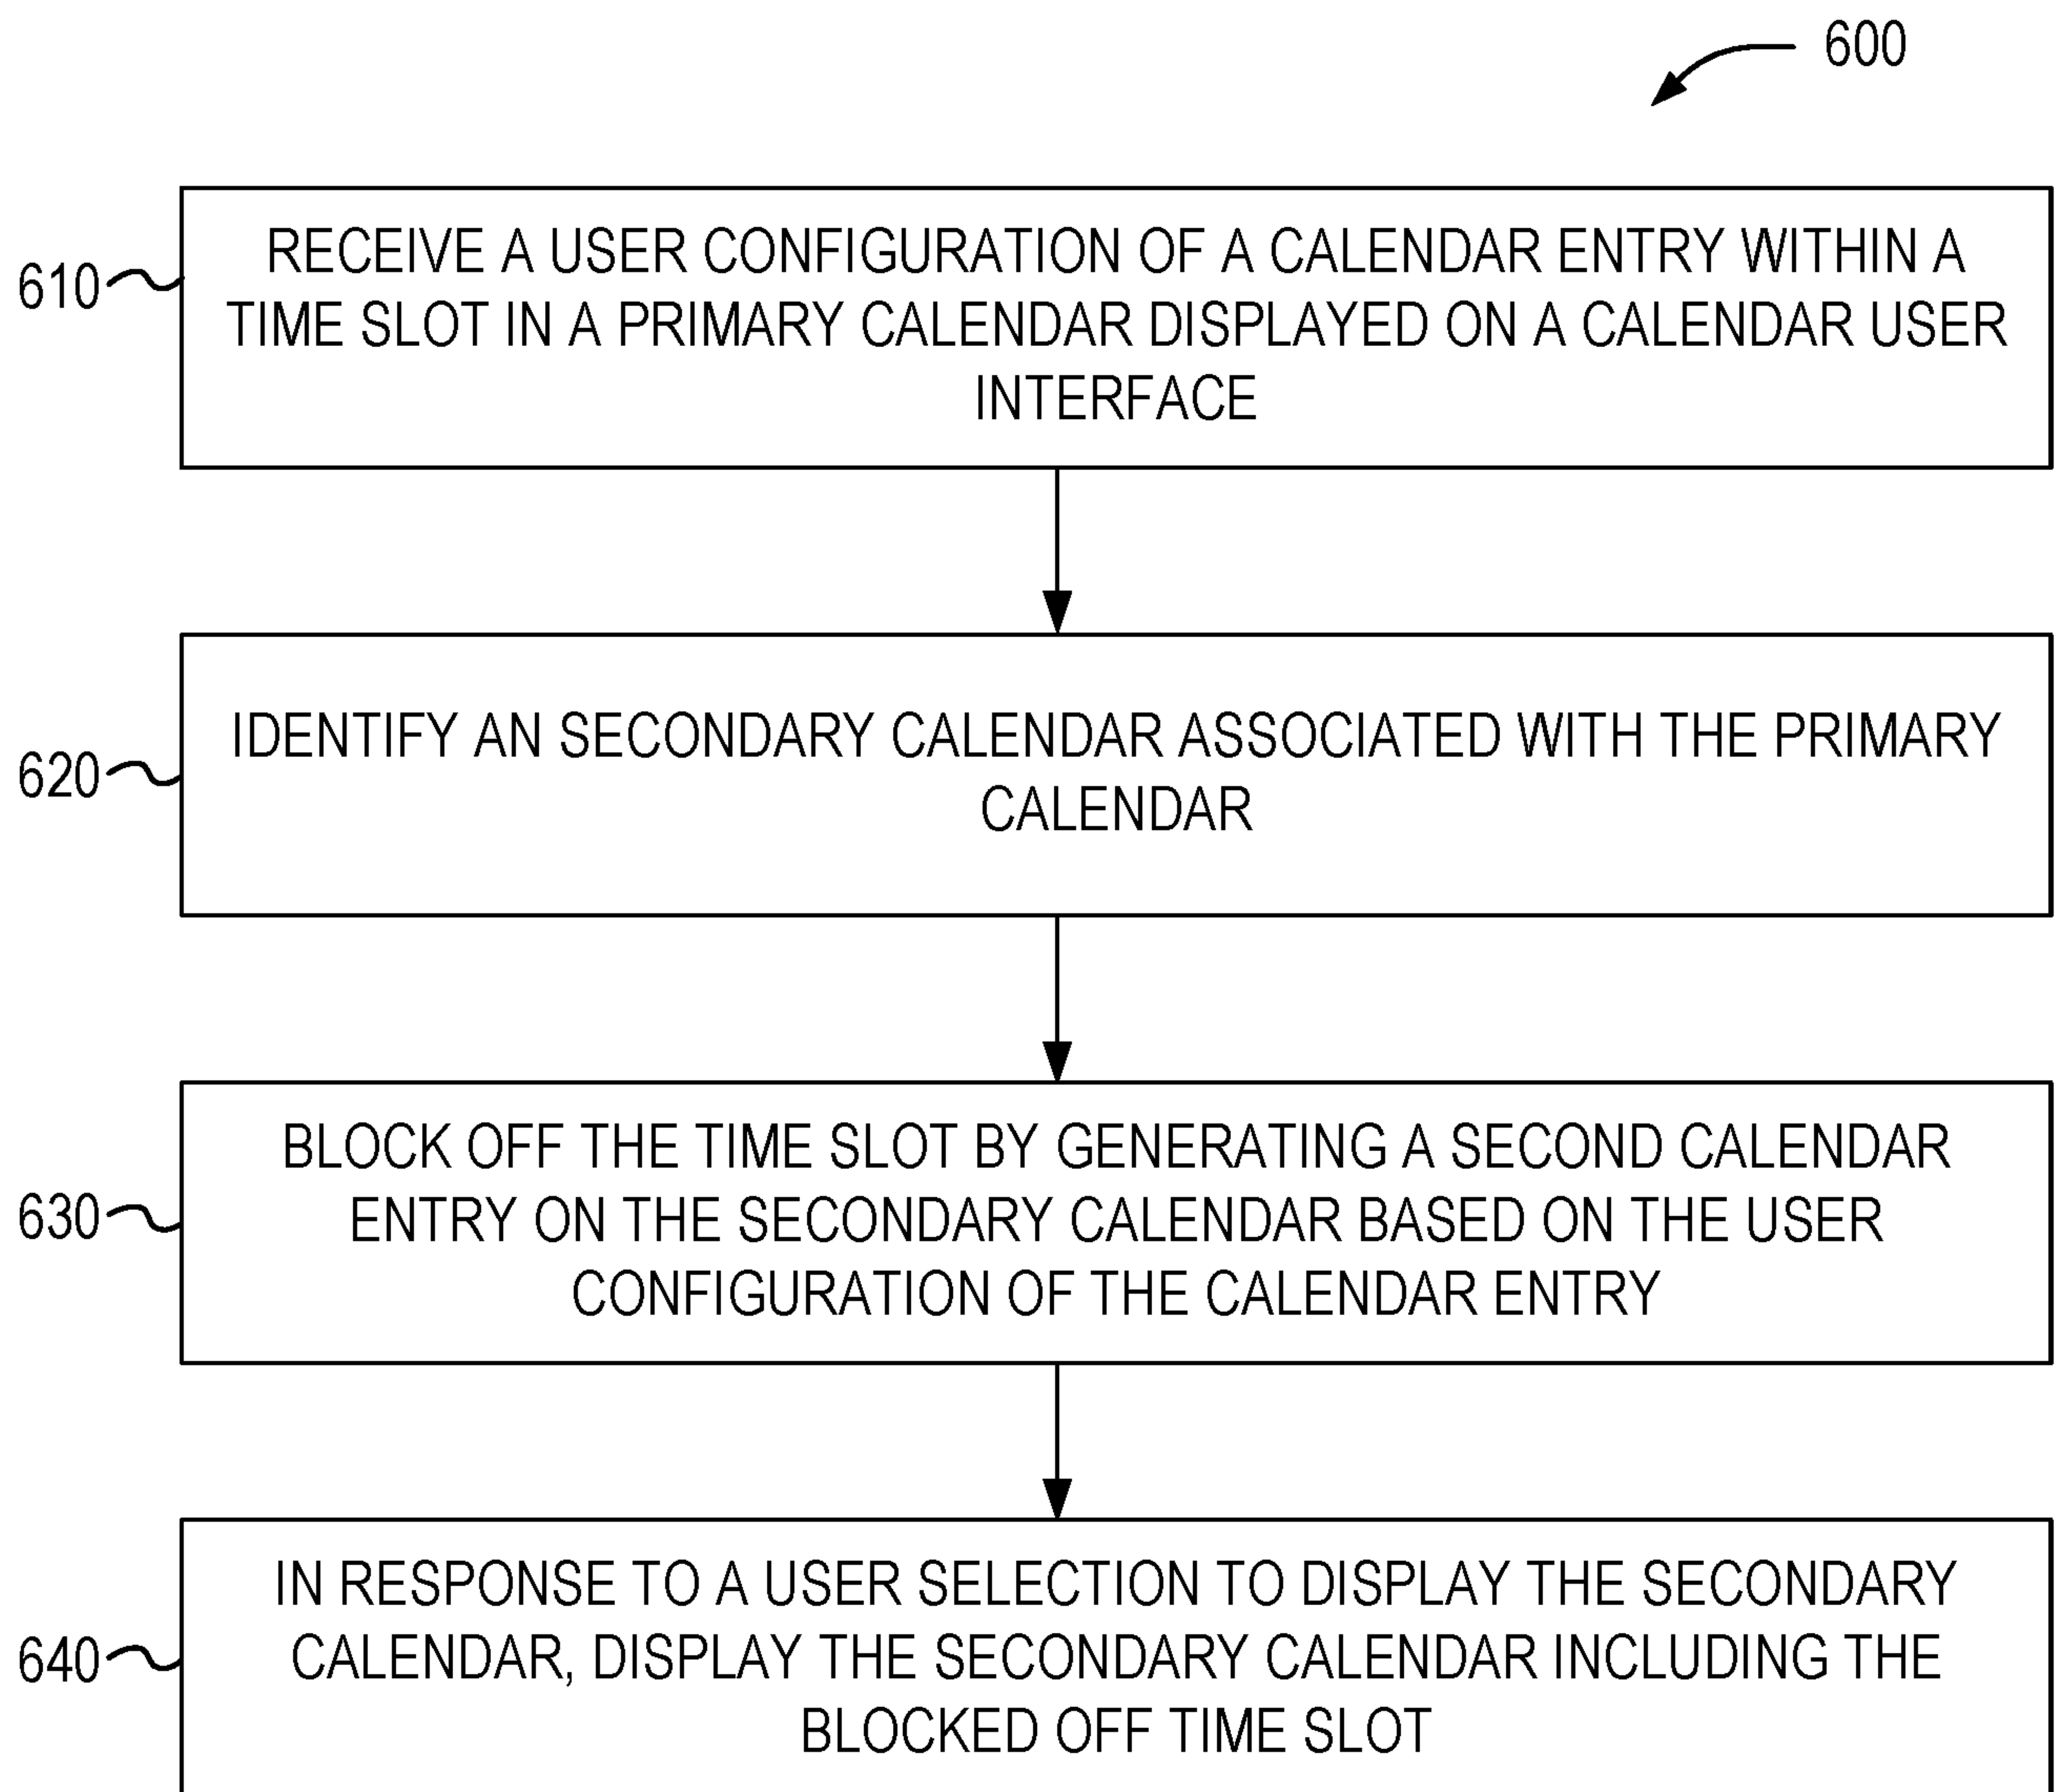 600
610
RECEIVE A USER CONFIGURATION OF A CALENDAR ENTRY WITHIN A
TIME SLOT IN A PRIMARY CALENDAR DISPLAYED ON A CALENDAR USER
INTERFACE
620
IDENTIFY AN SECONDARY CALENDAR ASSOCIATED WITH THE PRIMARY
CALENDAR
630
BLOCK OFF THE TIME SLOT BY GENERATING A SECOND CALENDAR
ENTRY ON THE SECONDARY CALENDAR BASED ON THE USER
CONFIGURATION OF THE CALENDAR ENTRY
640
IN RESPONSE TO A USER SELECTION TO DISPLAY THE SECONDARY
CALENDAR, DISPLAY THE SECONDARY CALENDAR INCLUDING THE
BLOCKED OFF TIME SLOT